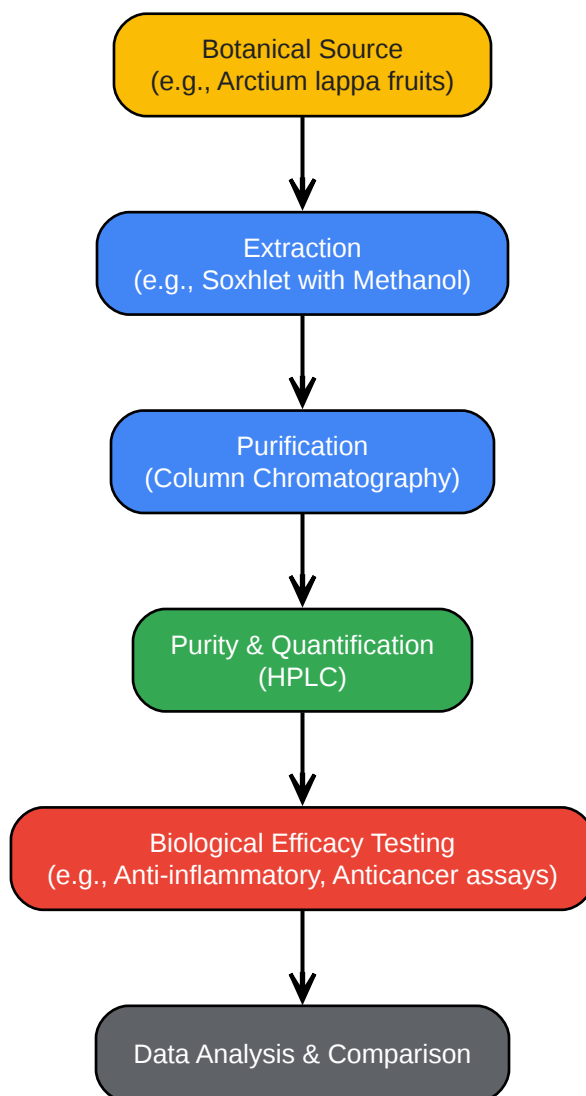 Botanical Source
(e.g., Arctium lappa fruits)
Extraction
(e.g., Soxhlet with Methanol)
Purification
(Column Chromatography)
Purity & Quantification
(HPLC)
Biological Efficacy Testing
(e.g., Anti-inflammatory, Anticancer assays)
Data Analysis & Comparison